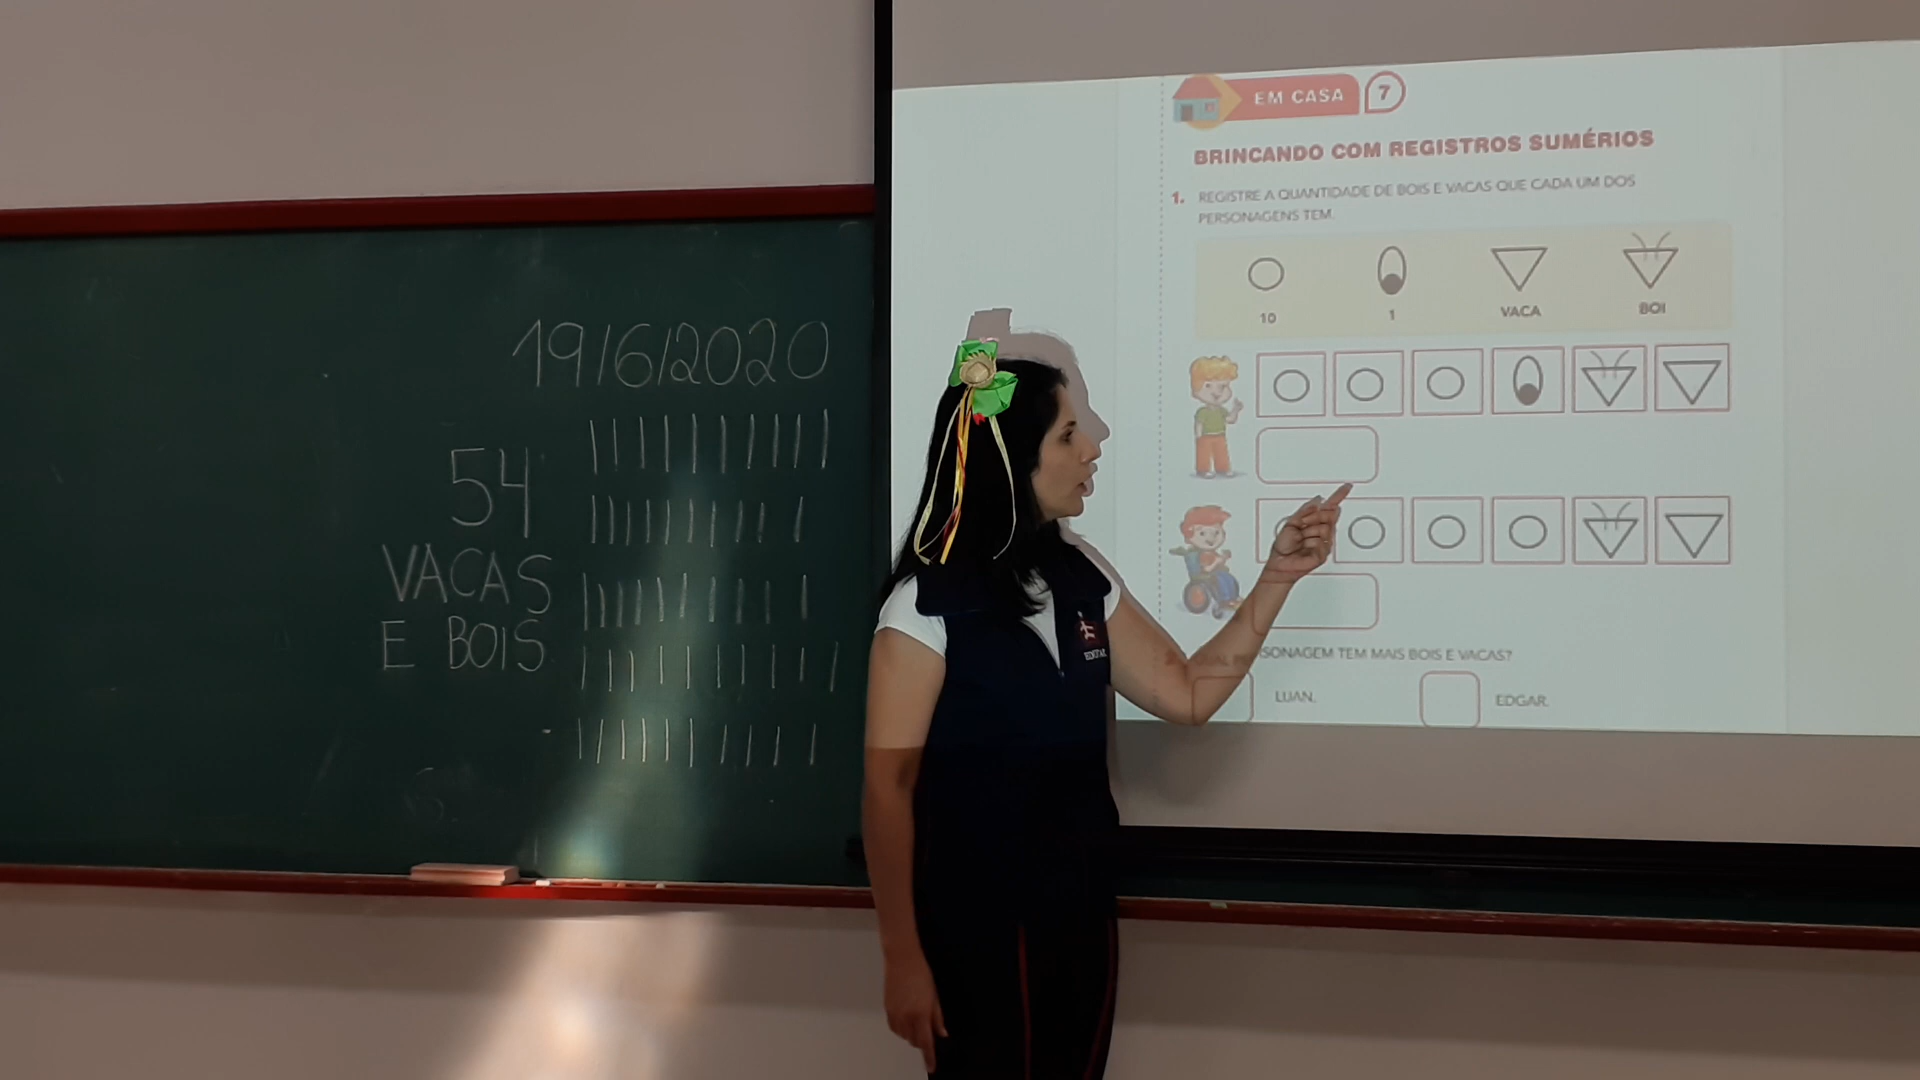 19/6/2020
54
VACAS
E BOIS
EM CASA 7
BRINCANDO COM REGISTROS SUMÉRIOS
1. REGISTRE A QUANTIDADE DE BOIS E VACAS QUE CADA UM DOS
PERSONAGENS TEM.
10 1 VACA BOI
TEM MAIS BOIS E VACAS?
LUAN. EDGAR.